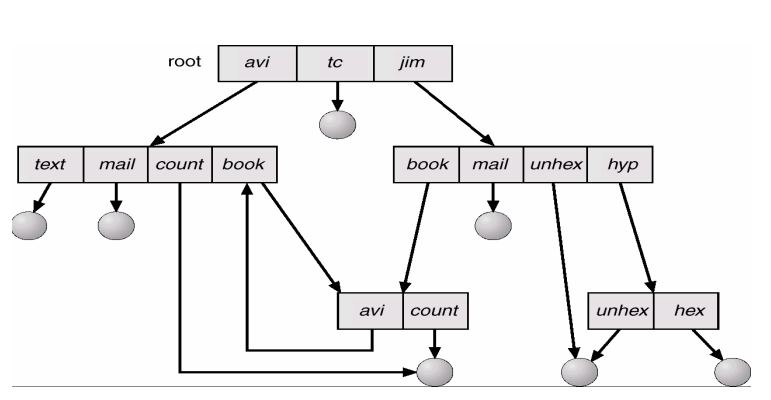 root avi tc jim
text mail count book
book mail unhex hyp
avi count
unhex hex